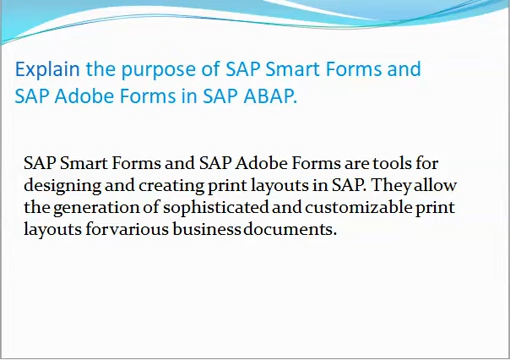 Explain the purpose of SAP Smart Forms and
SAP Adobe Forms in SAP ABAP.
SAP Smart Forms and SAP Adobe Forms are tools for
designing and creating print layouts in SAP. They allow
the generation of sophisticated and customizable print
layouts for various business documents.